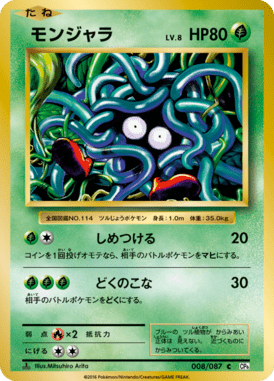 たね
モンジャラ LV.8 HP80
全国図鑑NO.114 ツルじょうポケモン 身長:1.0m 体重:35.0kg
しめつける 20
コインを1回投げオモテなら、相手のバトルポケモンをマヒにする。
どくのこな 30
相手のバトルポケモンをどくにする。
弱点 ×2 抵抗力
にげる
ブルーの ツル植物が からみあい
正体は 見えない。 近づくものに
からみついてくる。
Illus.Mitsuhiro Arita
008/087 C CP6
©2016 Pokémon/Nintendo/Creatures/GAME FREAK.